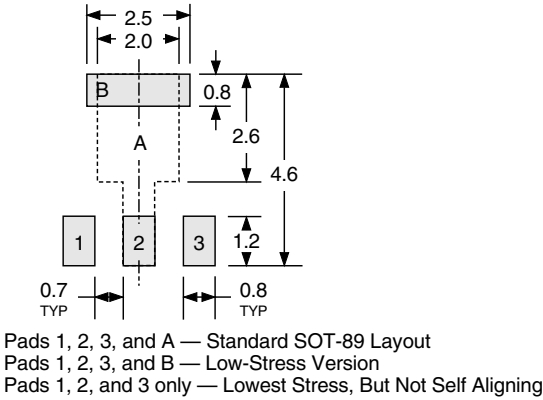 2.5
2.0
B
0.8
A
2.6
4.6
1 2 3 1.2
0.7 0.8
TYP TYP
Pads 1, 2, 3, and A — Standard SOT-89 Layout
Pads 1, 2, 3, and B — Low-Stress Version
Pads 1, 2, and 3 only — Lowest Stress, But Not Self Aligning